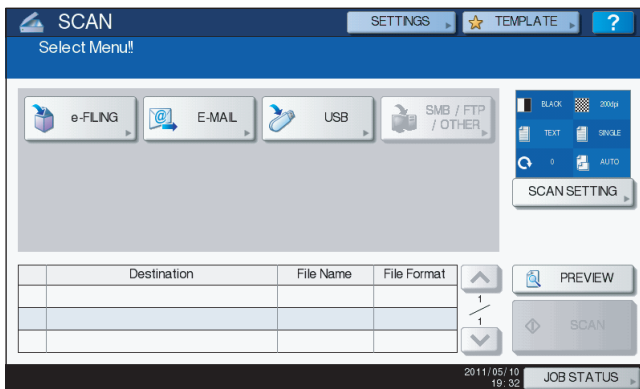 SCAN
SETTINGS
TEMPLATE
?
Select Menu!!
e-FILING
E-MAIL
USB
SMB / FTP
/ OTHER
BLACK
200dpi
TEXT
SINGLE
0
AUTO
SCAN SETTING
Destination
File Name
File Format
PREVIEW
1
1
SCAN
2011/05/10
19:32
JOB STATUS